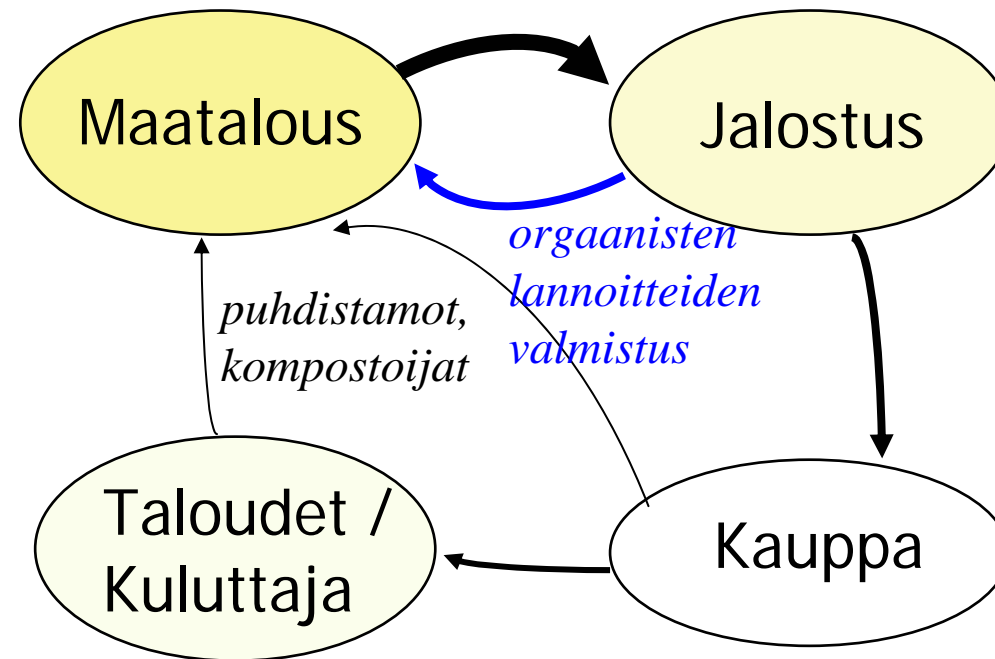 Maatalous
Jalostus
orgaanisten
lannoitteiden
valmistus
puhdistamot,
kompostoijat
Taloudet /
Kuluttaja
Kauppa